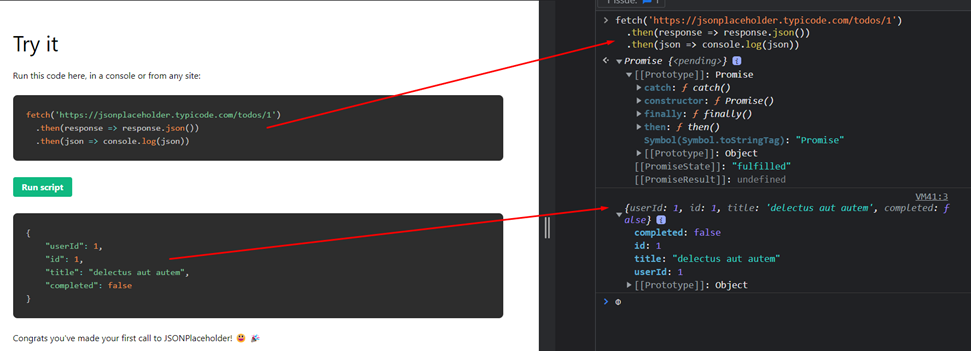 Try it
Run this code here, in a console or from any site:
fetch('https://jsonplaceholder.typicode.com/todos/1')
.then(response => response.json())
.then(json => console.log(json))
Run script
{
"userId": 1,
"id": 1,
"title": "delectus aut autem",
"completed": false
}
Congrats you've made your first call to JSONPlaceholder! 😃 🎉
1 Issue: 1
> fetch('https://jsonplaceholder.typicode.com/todos/1')
.then(response => response.json())
.then(json => console.log(json))
Promise {<pending>}
[[Prototype]]: Promise
catch: ƒ catch()
constructor: ƒ Promise()
finally: ƒ finally()
then: ƒ then()
Symbol(Symbol.toStringTag): "Promise"
[[Prototype]]: Object
[[PromiseState]]: "fulfilled"
[[PromiseResult]]: undefined
VM41:3
{userId: 1, id: 1, title: 'delectus aut autem', completed: f
alse}
completed: false
id: 1
title: "delectus aut autem"
userId: 1
[[Prototype]]: Object
>